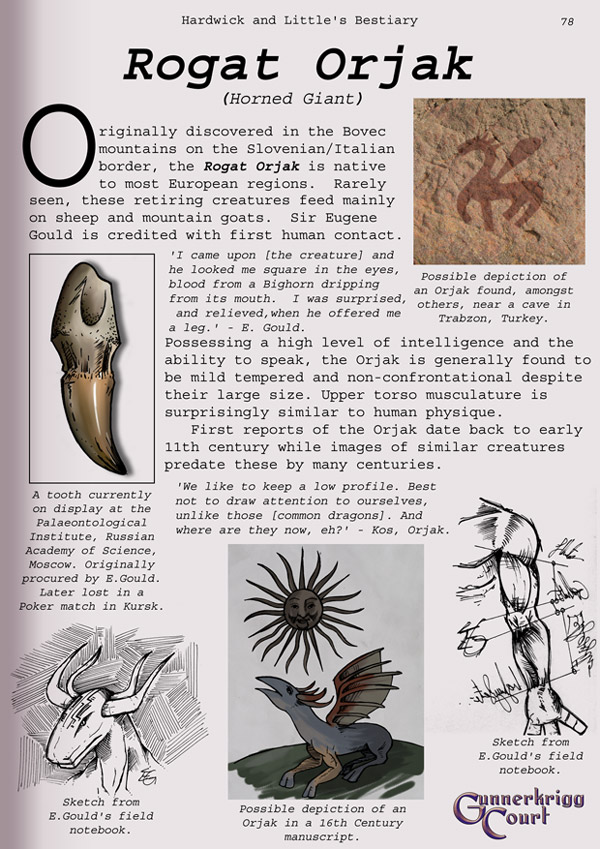 Hardwick and Little's Bestiary
78
Rogat Orjak
(Horned Giant)
Originally discovered in the Bovec
mountains on the Slovenian/Italian
border, the Rogat Orjak is native
to most European regions. Rarely
seen, these retiring creatures feed mainly
on sheep and mountain goats. Sir Eugene
Gould is credited with first human contact.
'I came upon [the creature] and
he looked me square in the eyes,
blood from a Bighorn dripping
from its mouth. I was surprised,
and relieved,when he offered me
a leg.' - E. Gould.
Possible depiction of
an Orjak found, amongst
others, near a cave in
Trabzon, Turkey.
Possessing a high level of intelligence and the
ability to speak, the Orjak is generally found to
be mild tempered and non-confrontational despite
their large size. Upper torso musculature is
surprisingly similar to human physique.
First reports of the Orjak date back to early
11th century while images of similar creatures
predate these by many centuries.
A tooth currently
on display at the
Palaeontological
Institute, Russian
Academy of Science,
Moscow. Originally
procured by E.Gould.
Later lost in a
Poker match in Kursk.
'We like to keep a low profile. Best
not to draw attention to ourselves,
unlike those [common dragons]. And
where are they now, eh?' - Kos, Orjak.
Sketch from
E.Gould's field
notebook.
Possible depiction of an
Orjak in a 16th Century
manuscript.
Sketch from
E.Gould's field
notebook.
Gunnerkrigg
Court